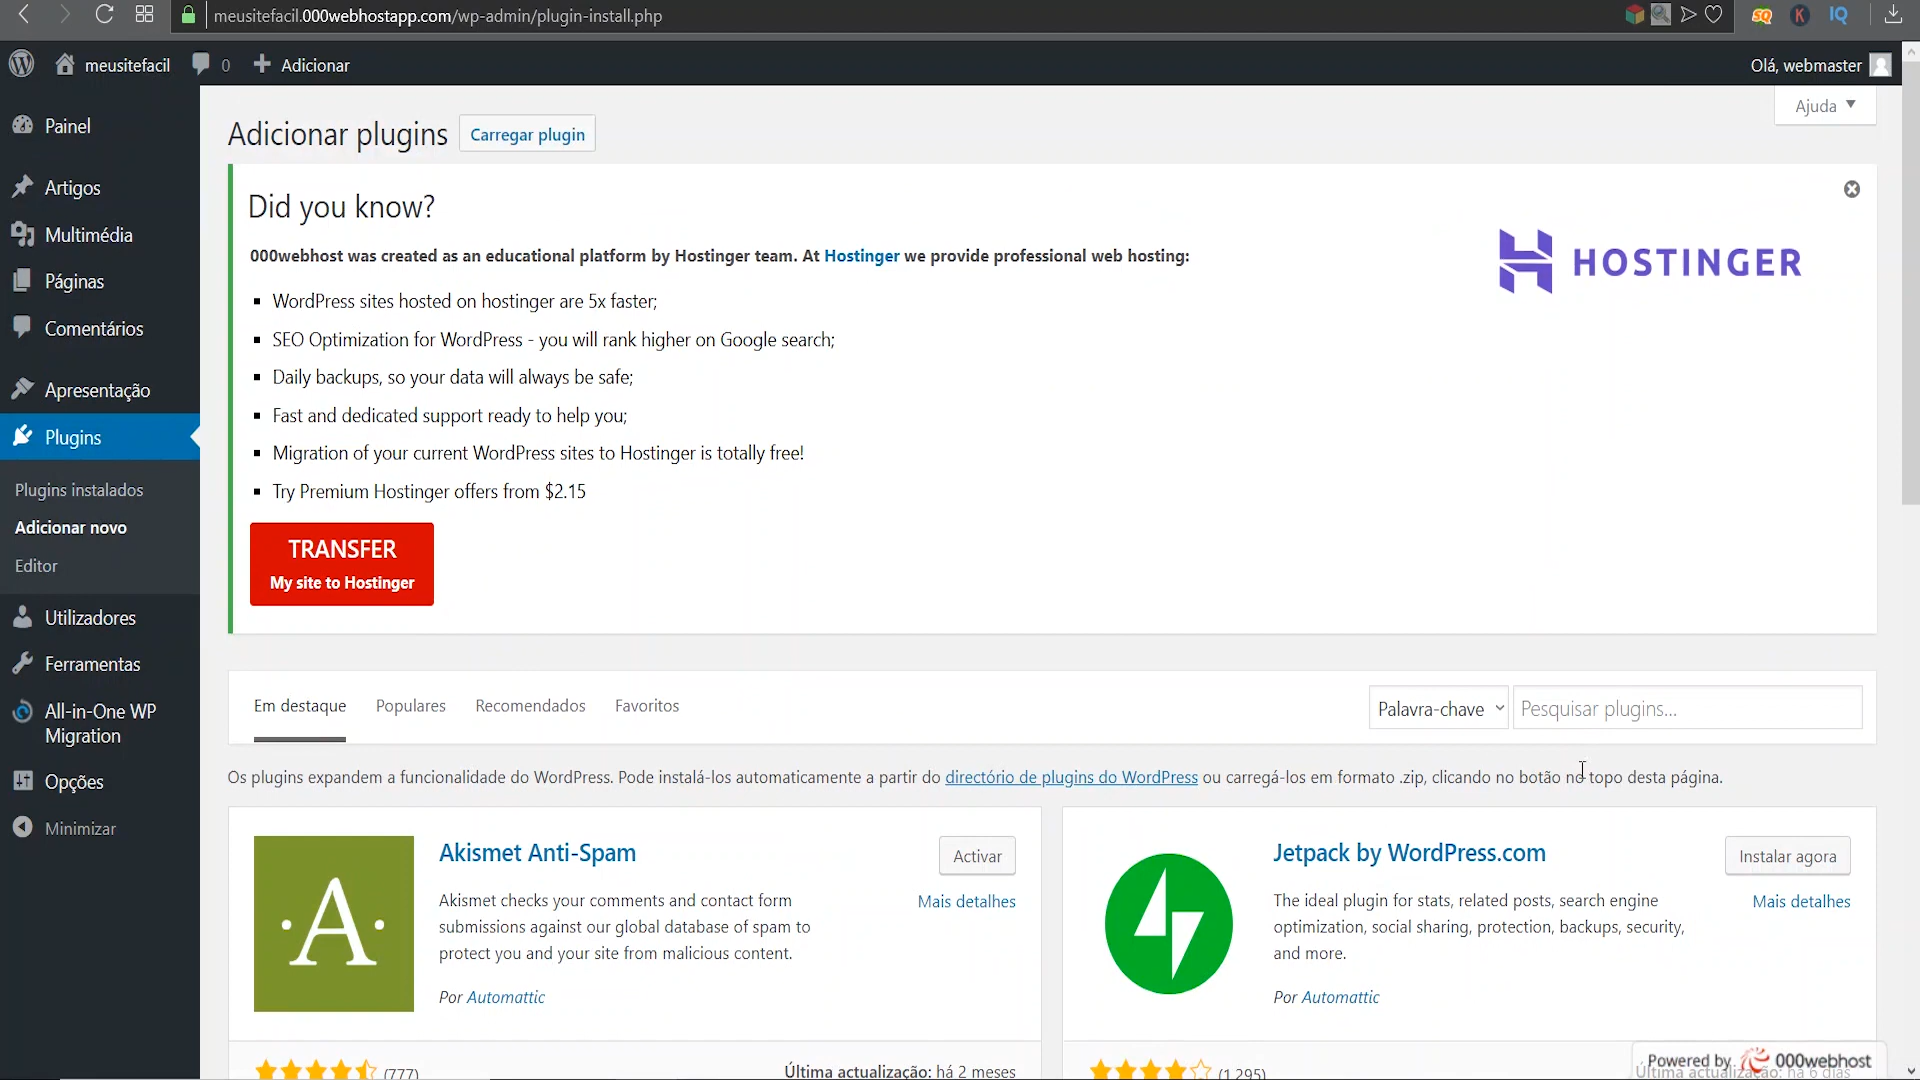 meusitefacil.000webhostapp.com/wp-admin/plugin-install.php
SQ
K
IQ
meusitefacil
0
Adicionar
Olá, webmaster
Ajuda
Painel
Artigos
Multimédia
Páginas
Comentários
Apresentação
Plugins
Plugins instalados
Adicionar novo
Editor
Utilizadores
Ferramentas
All-in-One WP
Migration
Opções
Minimizar
Adicionar plugins
Carregar plugin
Did you know?
000webhost was created as an educational platform by Hostinger team. At Hostinger we provide professional web hosting:
WordPress sites hosted on hostinger are 5x faster;
SEO Optimization for WordPress - you will rank higher on Google search;
Daily backups, so your data will always be safe;
Fast and dedicated support ready to help you;
Migration of your current WordPress sites to Hostinger is totally free!
Try Premium Hostinger offers from $2.15
HOSTINGER
TRANSFER
My site to Hostinger
Em destaque
Populares
Recomendados
Favoritos
Palavra-chave
Pesquisar plugins...
Os plugins expandem a funcionalidade do WordPress. Pode instalá-los automaticamente a partir do directório de plugins do WordPress ou carregá-los em formato .zip, clicando no botão no topo desta página.
A
Akismet Anti-Spam
Activar
Mais detalhes
Akismet checks your comments and contact form
submissions against our global database of spam to
protect you and your site from malicious content.
Por Automattic
(777)
Última actualização: há 2 meses
Jetpack by WordPress.com
Instalar agora
Mais detalhes
The ideal plugin for stats, related posts, search engine
optimization, social sharing, protection, backups, security,
and more.
Por Automattic
(1.295)
Última actualização: há 6 dias
Powered by 000webhost